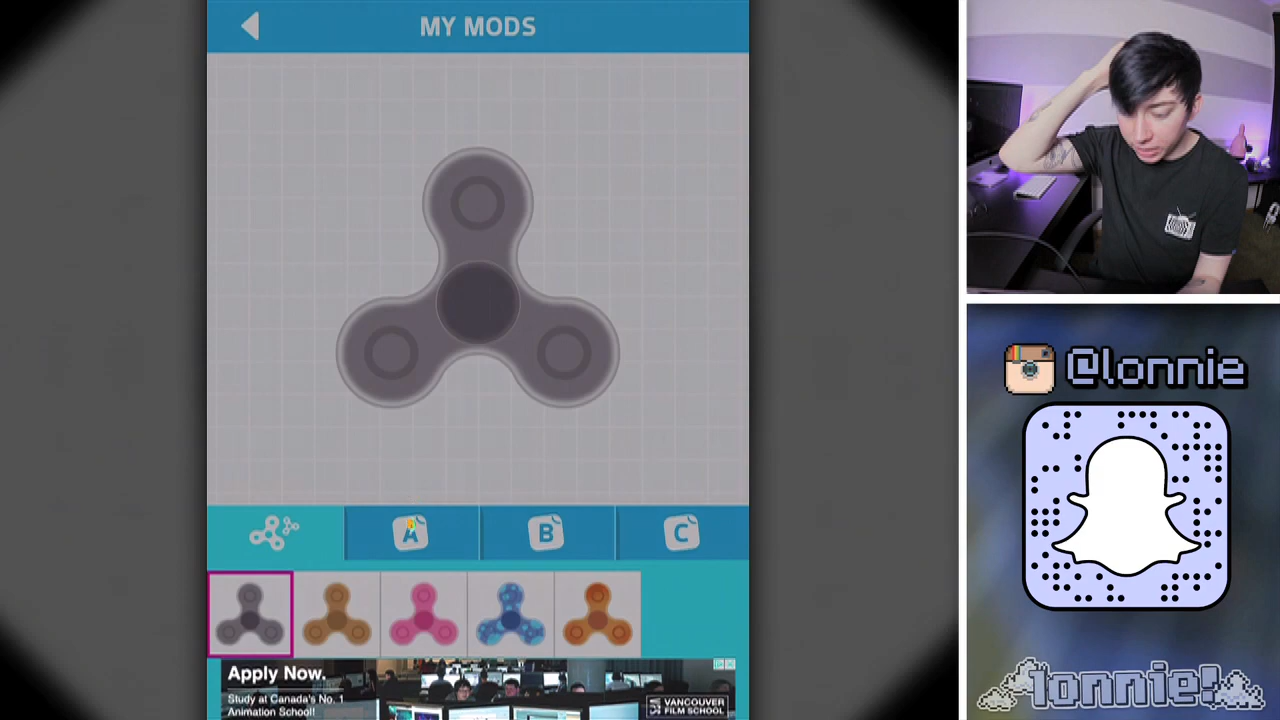 MY MODS
@lonnie
A
B
C
Apply Now.
Study at Canada's No. 1
Animation School!
VANCOUVER
FILM SCHOOL
lonnie!